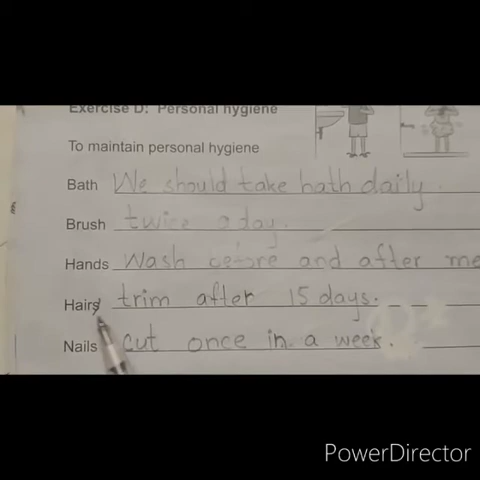 Exercise D: Personal hygiene
To maintain personal hygiene
Bath We should take bath daily.
Brush twice a day.
Hands wash before and after me
Hairs trim after 15 days.
Nails cut once in a week.
PowerDirector